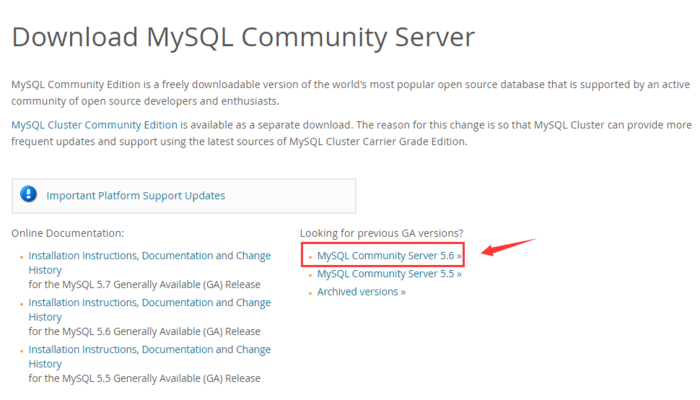 Download MySQL Community Server
MySQL Community Edition is a freely downloadable version of the world's most popular open source database that is supported by an active
community of open source developers and enthusiasts.
MySQL Cluster Community Edition is available as a separate download. The reason for this change is so that MySQL Cluster can provide more
frequent updates and support using the latest sources of MySQL Cluster Carrier Grade Edition.
Important Platform Support Updates
Online Documentation:
Installation Instructions, Documentation and Change
History
for the MySQL 5.7 Generally Available (GA) Release
Installation Instructions, Documentation and Change
History
for the MySQL 5.6 Generally Available (GA) Release
Installation Instructions, Documentation and Change
History
for the MySQL 5.5 Generally Available (GA) Release
Looking for previous GA versions?
MySQL Community Server 5.6 »
MySQL Community Server 5.5 »
Archived versions »